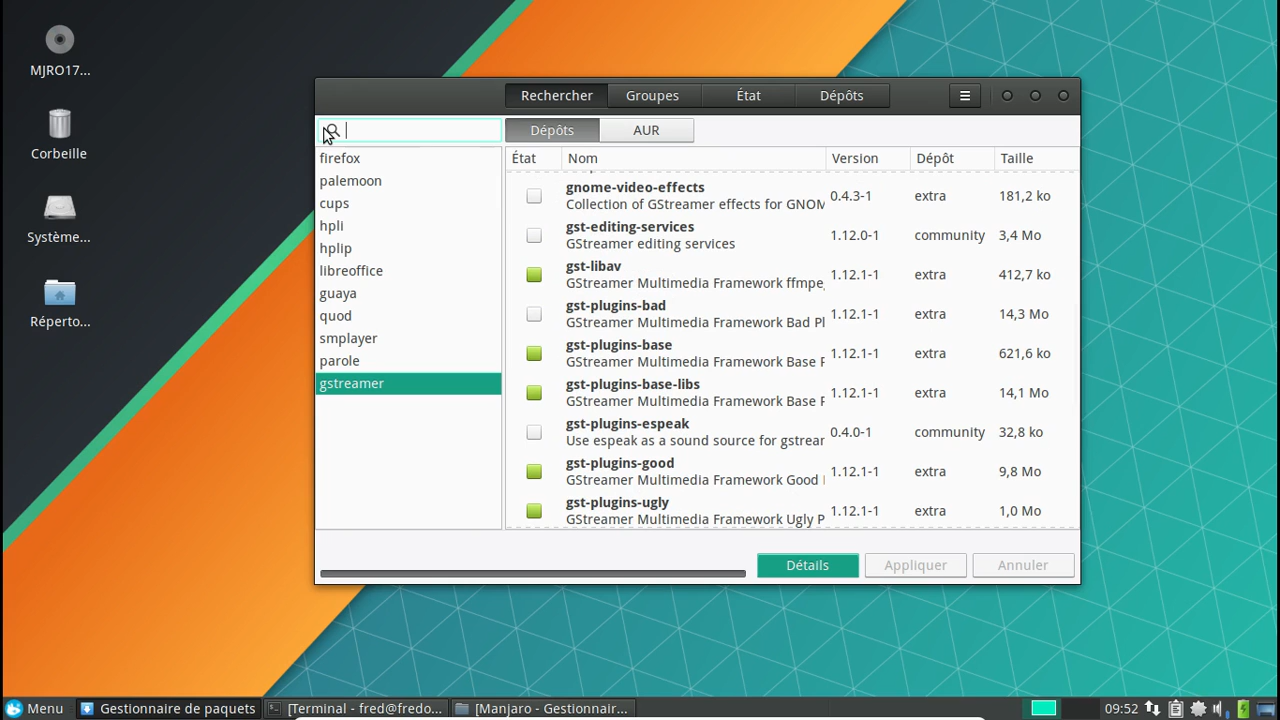 MJRO17...
Corbeille
Système...
Réperto...
Rechercher
Groupes
État
Dépôts
Dépôts
AUR
firefox
palemoon
cups
hpli
hplip
libreoffice
guaya
quod
smplayer
parole
gstreamer
État Nom Version Dépôt Taille
gnome-video-effects
Collection of GStreamer effects for GNOM
0.4.3-1 extra 181,2 ko
gst-editing-services
GStreamer editing services
1.12.0-1 community 3,4 Mo
gst-libav
GStreamer Multimedia Framework ffmpe
1.12.1-1 extra 412,7 ko
gst-plugins-bad
GStreamer Multimedia Framework Bad Pl
1.12.1-1 extra 14,3 Mo
gst-plugins-base
GStreamer Multimedia Framework Base P
1.12.1-1 extra 621,6 ko
gst-plugins-base-libs
GStreamer Multimedia Framework Base P
1.12.1-1 extra 14,1 Mo
gst-plugins-espeak
Use espeak as a sound source for gstrear
0.4.0-1 community 32,8 ko
gst-plugins-good
GStreamer Multimedia Framework Good
1.12.1-1 extra 9,8 Mo
gst-plugins-ugly
GStreamer Multimedia Framework Ugly P
1.12.1-1 extra 1,0 Mo
Détails
Appliquer
Annuler
Menu
Gestionnaire de paquets
[Terminal - fred@fredo...
[Manjaro - Gestionnair...
09:52